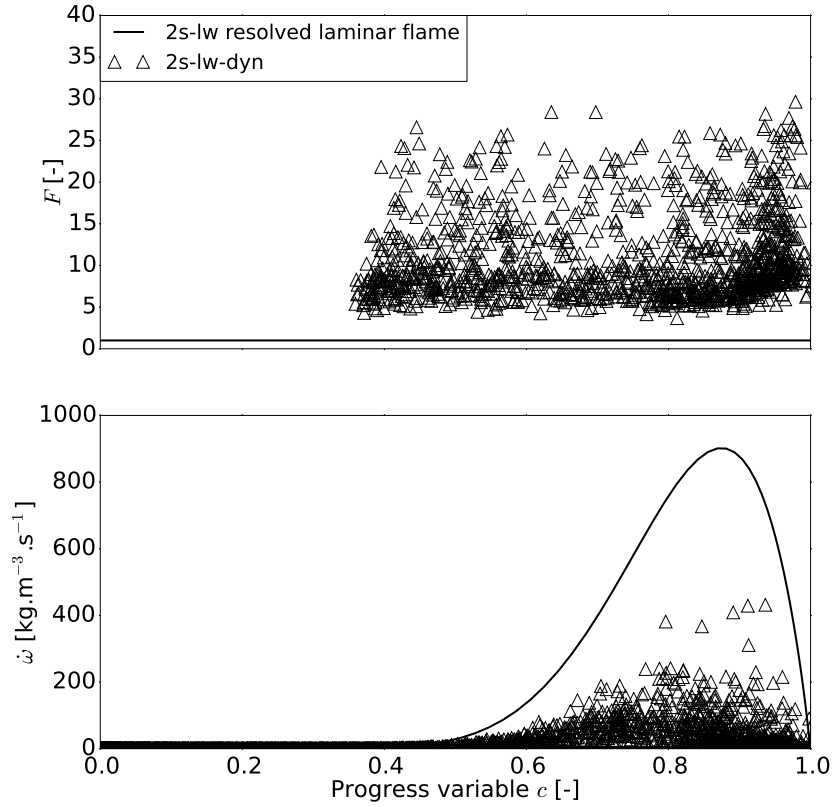 40
2s-lw resolved laminar flame
35
2s-lw-dyn
30
25
20
15
10
5
0
F [-]
1000
800
600
400
200
0
ω̇ [kg.m⁻³.s⁻¹]
0.0 0.2 0.4 0.6 0.8 1.0
Progress variable c [-]